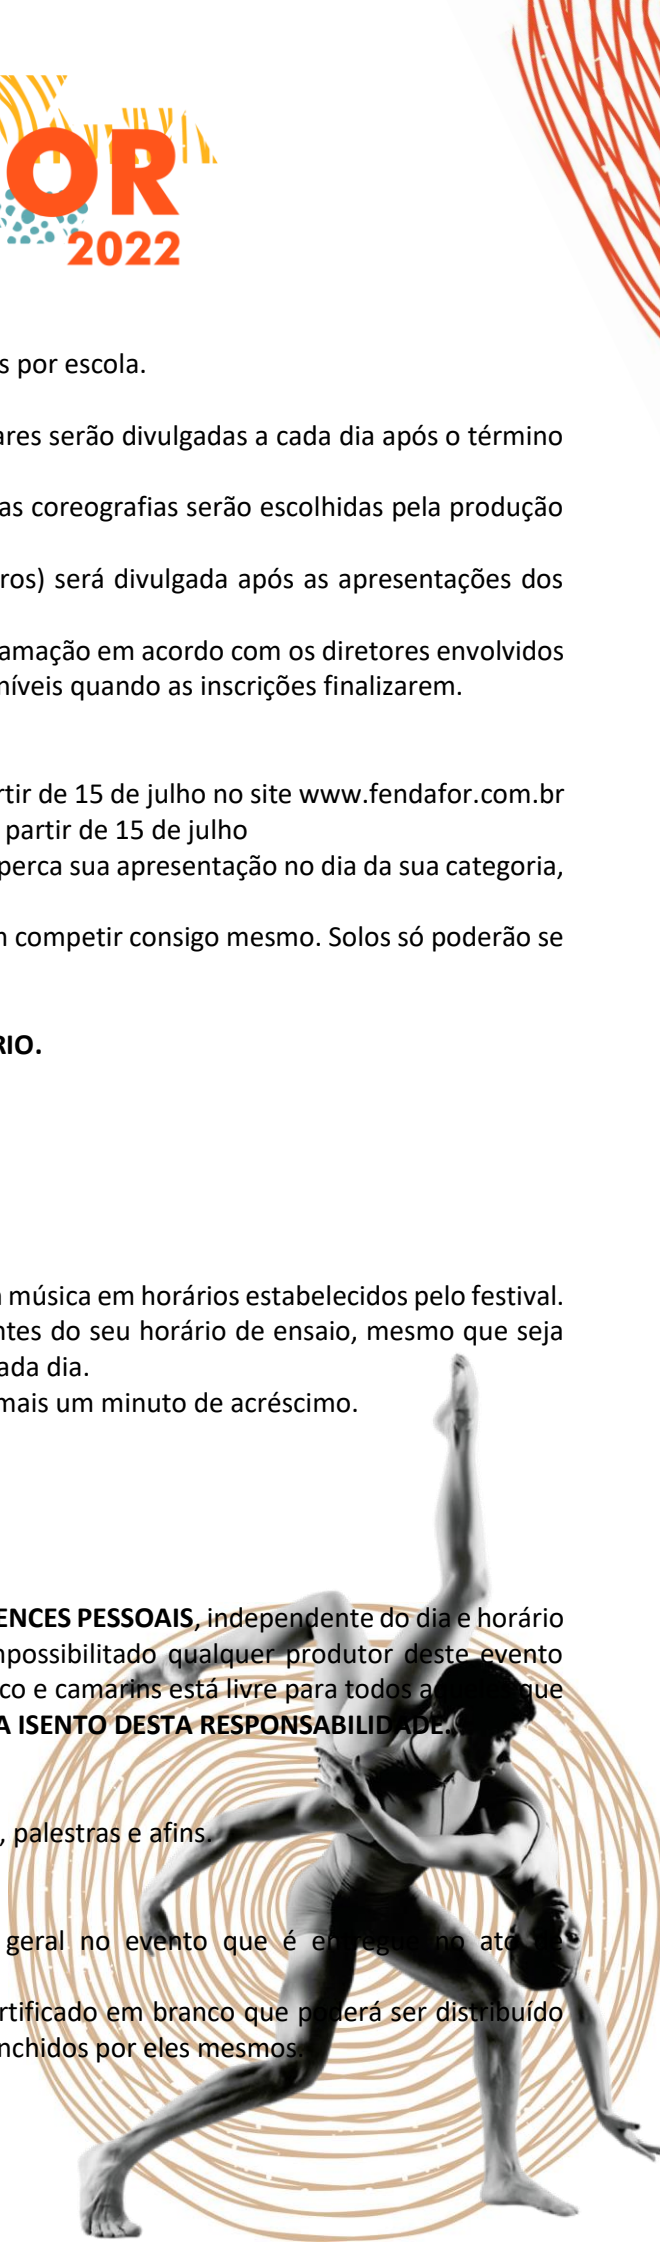 OR
2022
s por escola.
ares serão divulgadas a cada dia após o término
as coreografias serão escolhidas pela produção
ros) será divulgada após as apresentações dos
amação em acordo com os diretores envolvidos
níveis quando as inscrições finalizarem.
rtir de 15 de julho no site www.fendafor.com.br
partir de 15 de julho
perca sua apresentação no dia da sua categoria,
competir consigo mesmo. Solos só poderão se
RIO.
música em horários estabelecidos pelo festival.
ntes do seu horário de ensaio, mesmo que seja
ada dia.
mais um minuto de acréscimo.
ENCES PESSOAIS, independente do dia e horário
mpossibilitado qualquer produtor deste evento
co e camarins está livre para todos que
A ISENTO DESTA RESPONSABILIDADE.
, palestras e afins.
geral no evento que é entregue no ato
rtificado em branco que poderá ser distribuído
nchidos por eles mesmos.